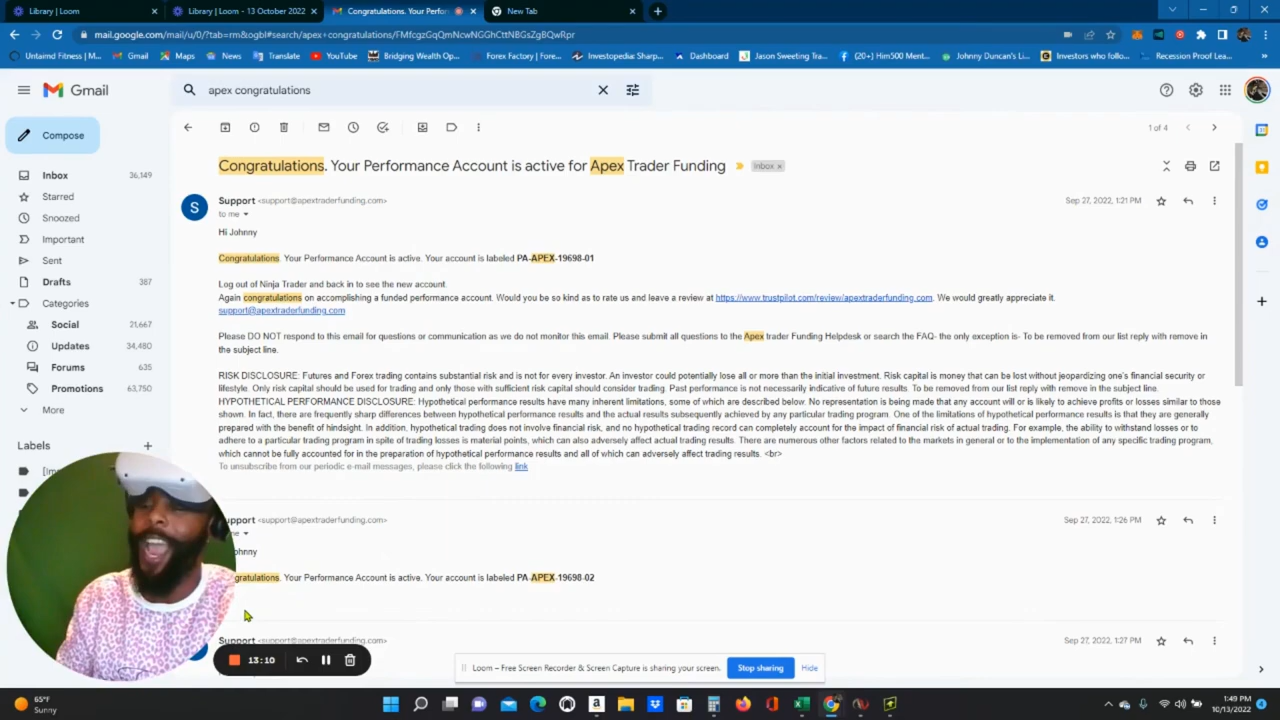 Library | Loom
Library | Loom - 13 October 2022
Congratulations. Your Perfor
New Tab
mail.google.com/mail/u/0/?tab=rm&ogbl#search/apex+congratulations/FMfcgzGqQmNcwNGGhCttNBGsZgBQwRpr
Untaimd Fitness | M...
Gmail
Maps
News
Translate
YouTube
Bridging Wealth Op...
Forex Factory | Fore...
Investopedia Sharp...
Dashboard
Jason Sweeting Tra...
(20+) Him500 Ment...
Johnny Duncan's Li...
Investors who follo...
Recession Proof Lea...
Gmail
apex congratulations
Compose
1 of 4
Congratulations. Your Performance Account is active for Apex Trader Funding
Inbox x
Inbox 36,149
Starred
Snoozed
Important
Sent
Drafts 387
Categories
Social 21,667
Updates 34,480
Forums 635
Promotions 63,750
More
Labels
S
Support <support@apextraderfunding.com>
Sep 27, 2022, 1:21 PM
to me
Hi Johnny
Congratulations. Your Performance Account is active. Your account is labeled PA-APEX-19698-01
Log out of Ninja Trader and back in to see the new account.
Again congratulations on accomplishing a funded performance account. Would you be so kind as to rate us and leave a review at https://www.trustpilot.com/review/apextraderfunding.com. We would greatly appreciate it.
support@apextraderfunding.com
Please DO NOT respond to this email for questions or communication as we do not monitor this email. Please submit all questions to the Apex trader Funding Helpdesk or search the FAQ- the only exception is- To be removed from our list reply with remove in
the subject line.
RISK DISCLOSURE: Futures and Forex trading contains substantial risk and is not for every investor. An investor could potentially lose all or more than the initial investment. Risk capital is money that can be lost without jeopardizing one's financial security or
lifestyle. Only risk capital should be used for trading and only those with sufficient risk capital should consider trading. Past performance is not necessarily indicative of future results. To be removed from our list reply with remove in the subject line.
HYPOTHETICAL PERFORMANCE DISCLOSURE: Hypothetical performance results have many inherent limitations, some of which are described below. No representation is being made that any account will or is likely to achieve profits or losses similar to those
shown. In fact, there are frequently sharp differences between hypothetical performance results and the actual results subsequently achieved by any particular trading program. One of the limitations of hypothetical performance results is that they are generally
prepared with the benefit of hindsight. In addition, hypothetical trading does not involve financial risk, and no hypothetical trading record can completely account for the impact of financial risk of actual trading. For example, the ability to withstand losses or to
adhere to a particular trading program in spite of trading losses is material points, which can also adversely affect actual trading results. There are numerous other factors related to the markets in general or to the implementation of any specific trading program,
which cannot be fully accounted for in the preparation of hypothetical performance results and all of which can adversely affect trading results. <br>
To unsubscribe from our periodic e-mail messages, please click the following link
upport <support@apextraderfunding.com>
Sep 27, 2022, 1:26 PM
me
ohnny
gratulations. Your Performance Account is active. Your account is labeled PA-APEX-19698-02
Support <support@apextraderfunding.com>
Sep 27, 2022, 1:27 PM
13:10
Loom – Free Screen Recorder & Screen Capture is sharing your screen.
Stop sharing
Hide
65°F
Sunny
1:49 PM
10/13/2022